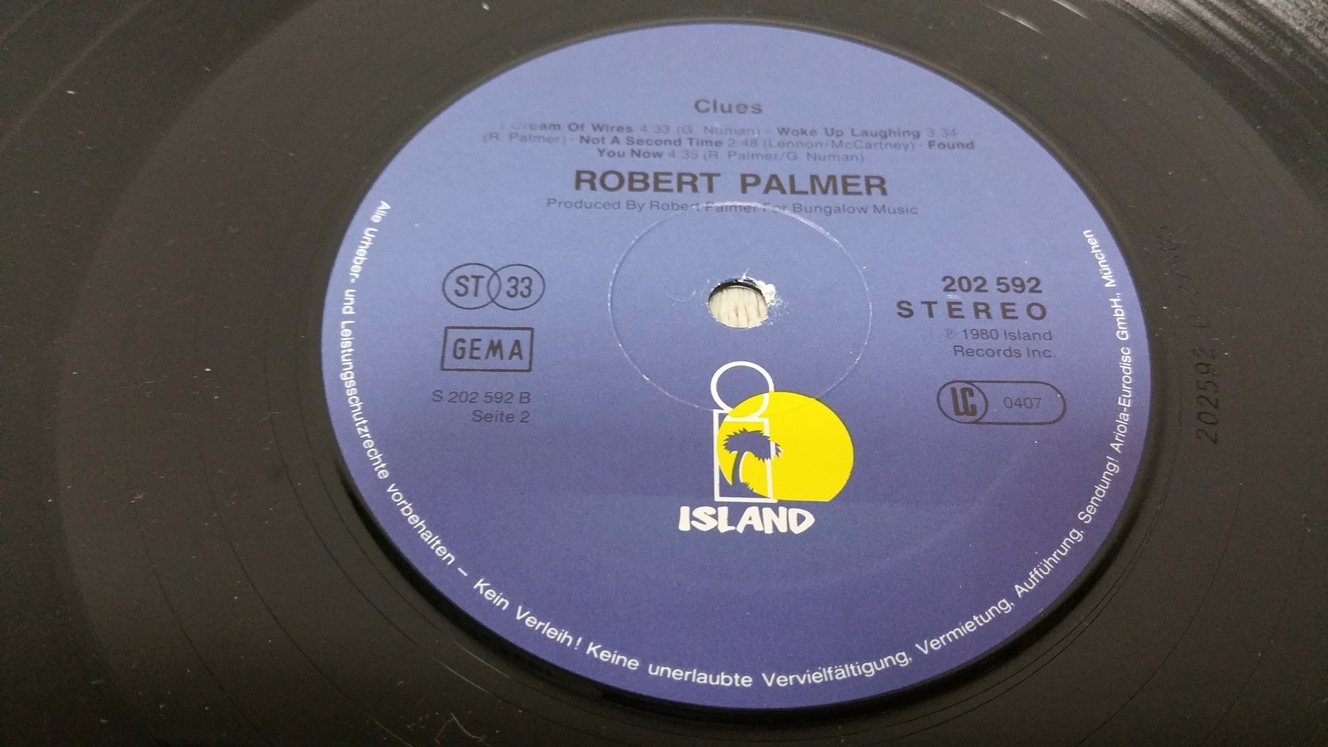 Clues
Dream Of Wires 4:33 (G. Numan) · Woke Up Laughing 3:34
(R. Palmer) · Not A Second Time 2:48 (Lennon/McCartney) · Found
You Now 4:35 (R. Palmer/G. Numan)
ROBERT PALMER
Produced By Robert Palmer For Bungalow Music
ST 33
GEMA
S 202 592 B
Seite 2
202 592
STEREO
℗ 1980 Island
Records Inc.
LC 0407
ISLAND
Alle Urheber- und Leistungsschutzrechte vorbehalten – Kein Verleih! Keine unerlaubte Vervielfältigung, Vermietung, Aufführung, Sendung! Ariola-Eurodisc GmbH., München
202592